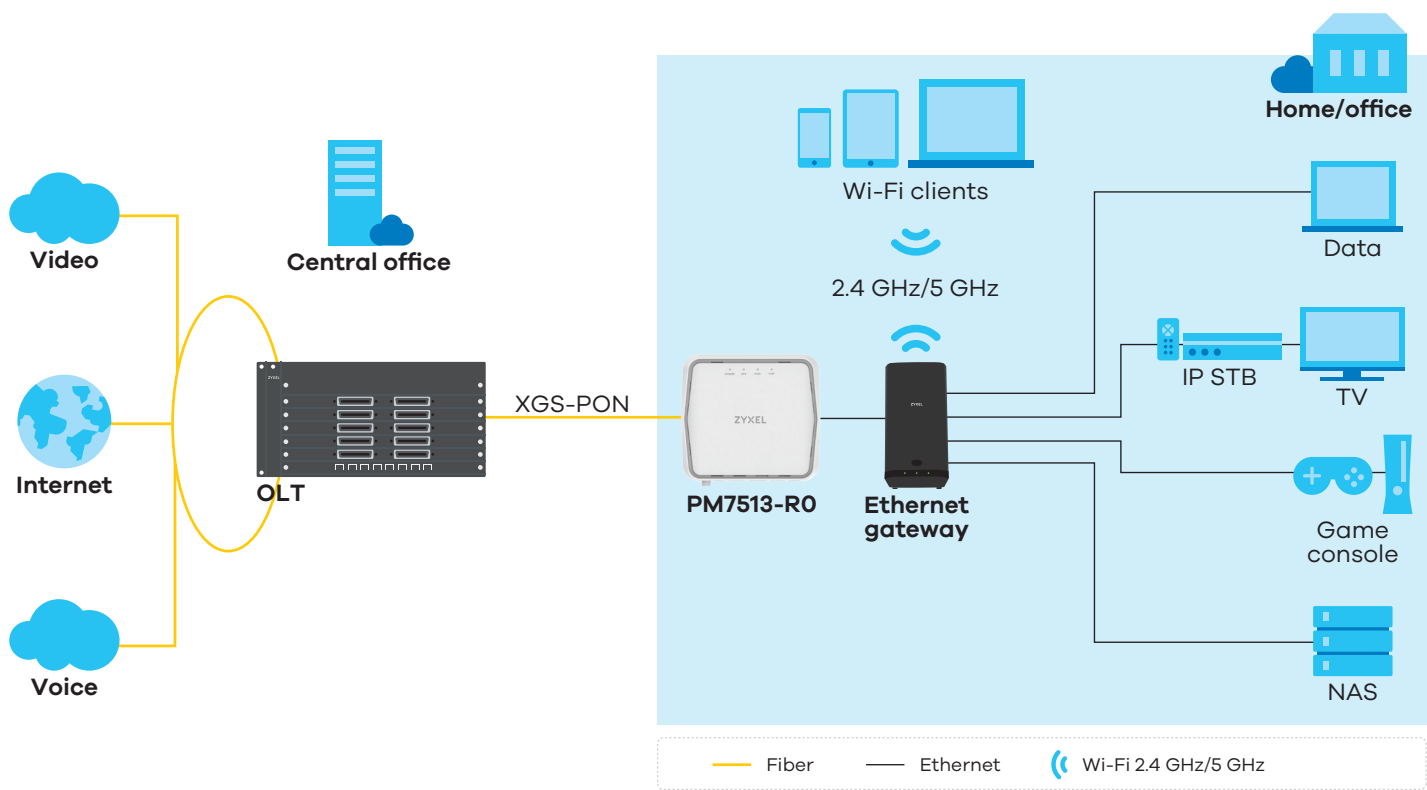 Home/office
Wi-Fi clients
Video
Central office
Data
2.4 GHz/5 GHz
ZYXEL
IP STB
TV
XGS-PON
ZYXEL
ZYXEL
Internet
OLT
PM7513-R0
Ethernet
gateway
Game
console
Voice
NAS
Fiber
Ethernet
Wi-Fi 2.4 GHz/5 GHz